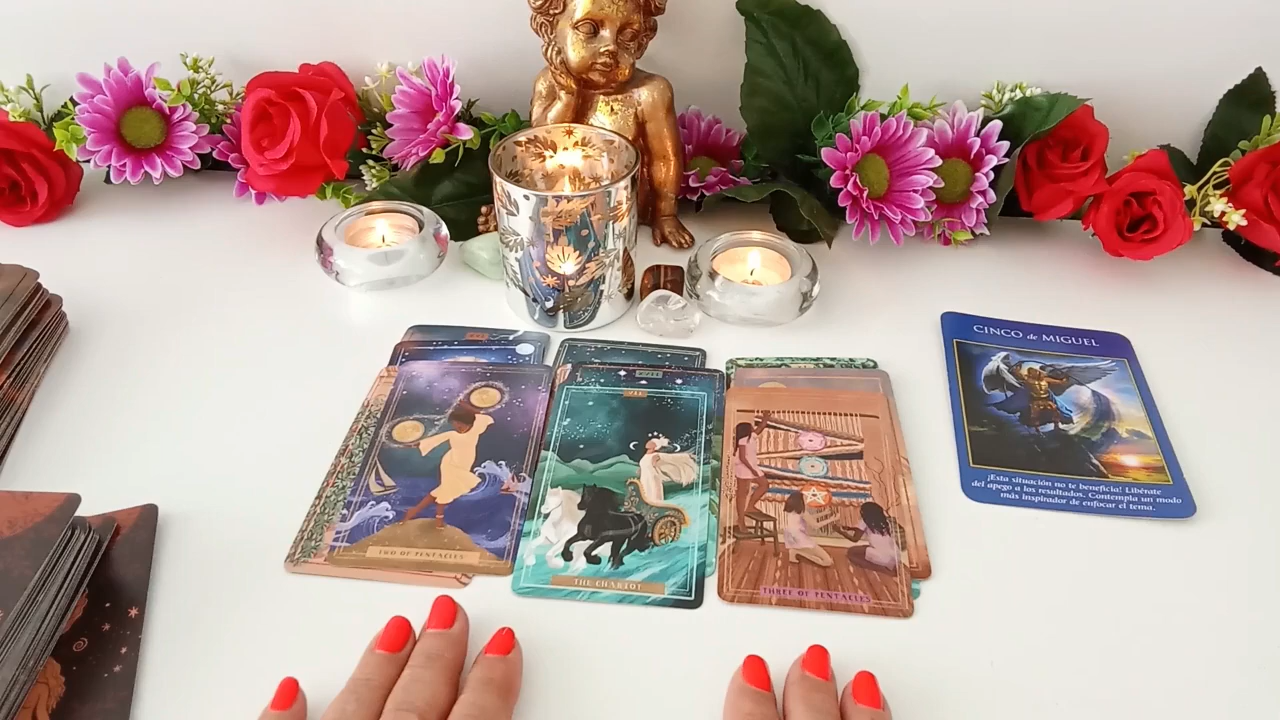 CINCO de MIGUEL
¡Esta situación no te beneficia! Libérate
del apego a los resultados. Contempla un modo
más inspirador de enfocar el tema.
VII
TWO OF PENTACLES
THE CHARIOT
THREE OF PENTACLES